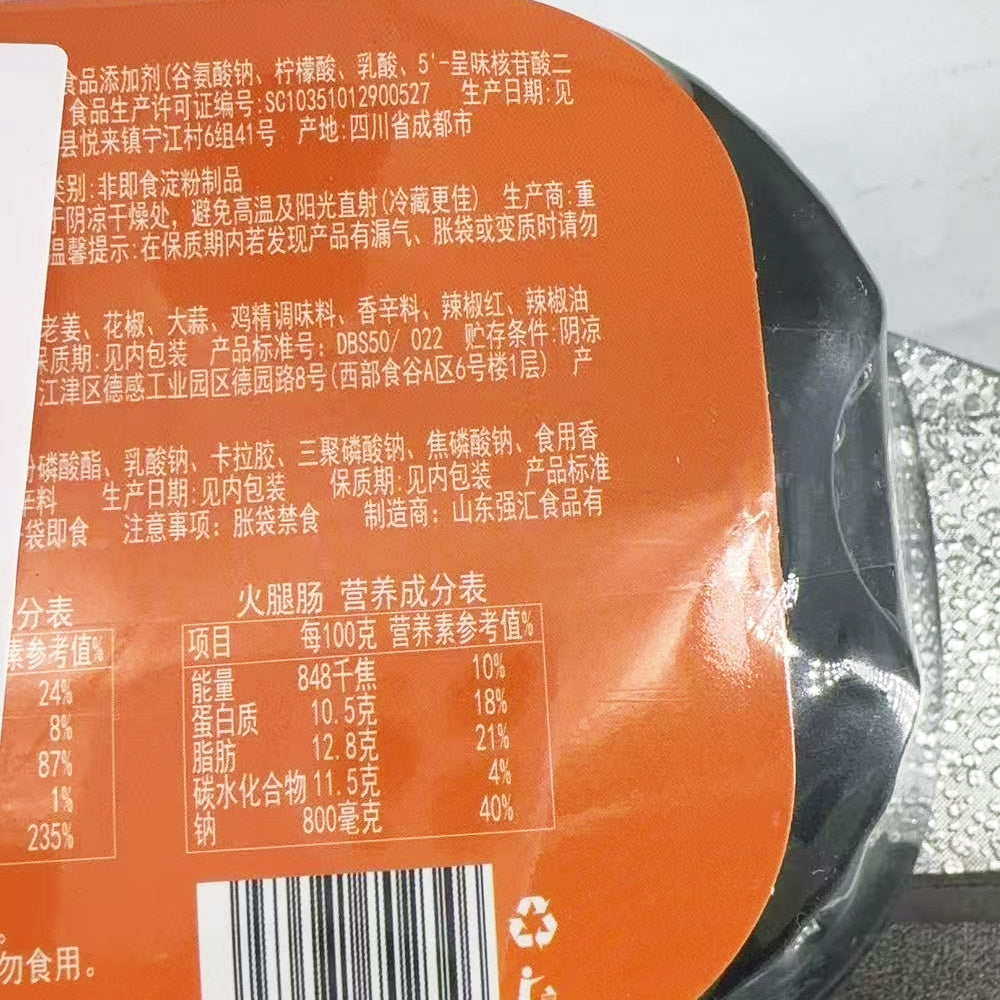 食品添加剂(谷氨酸钠、柠檬酸、乳酸、5'-呈味核苷酸二
食品生产许可证编号:SC10351012900527 生产日期:见
县悦来镇宁江村6组41号 产地:四川省成都市
类别:非即食淀粉制品
于阴凉干燥处,避免高温及阳光直射(冷藏更佳) 生产商:重
温馨提示:在保质期内若发现产品有漏气、胀袋或变质时请勿
老姜、花椒、大蒜、鸡精调味料、香辛料、辣椒红、辣椒油
保质期:见内包装 产品标准号: DBS50/ 022 贮存条件:阴凉
江津区德感工业园区德园路8号(西部食谷A区6号楼1层) 产
磷酸酯、乳酸钠、卡拉胶、三聚磷酸钠、焦磷酸钠、食用香
辛料 生产日期:见内包装 保质期:见内包装 产品标准
袋即食 注意事项: 胀袋禁食 制造商: 山东强汇食品有
分表
素参考值%
24%
8%
87%
1%
235%
火腿肠 营养成分表
项目 每100克 营养素参考值%
能量 848千焦 10%
蛋白质 10.5克 18%
脂肪 12.8克 21%
碳水化合物 11.5克 4%
钠 800毫克 40%
。
勿食用。